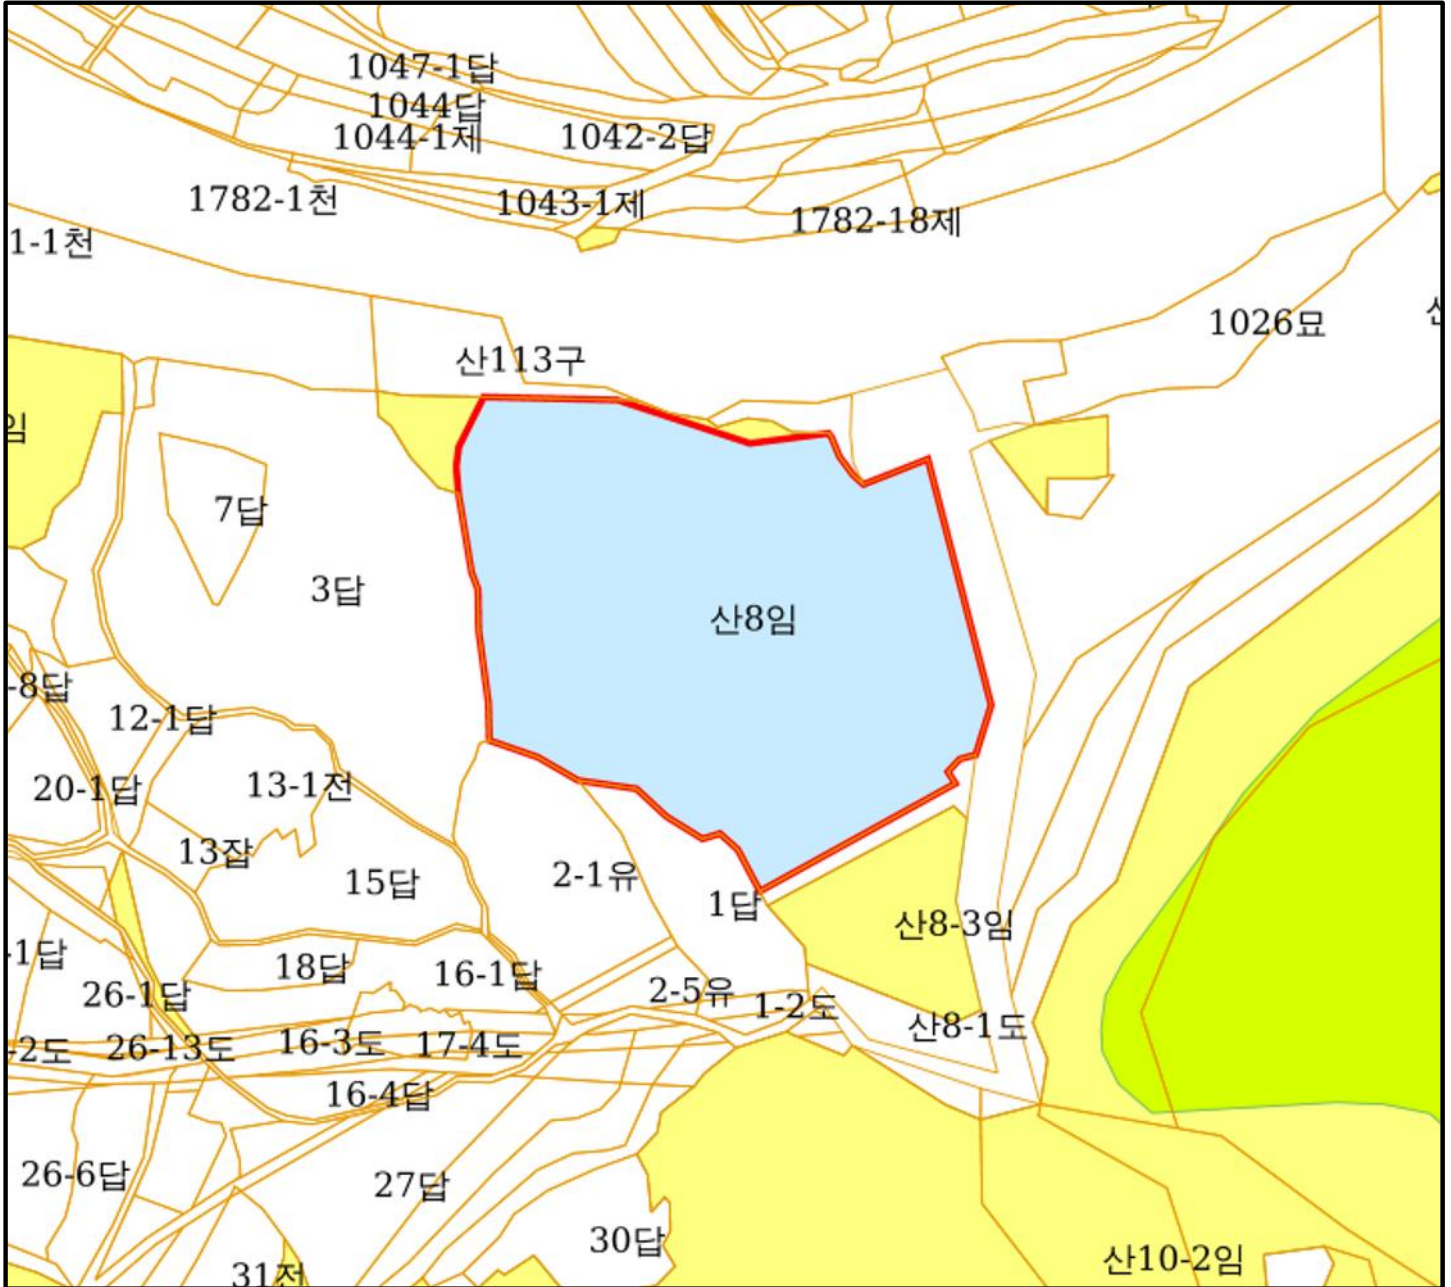 1047-1답
1044답
1044-1제
1042-2답
1782-1천
1043-1제
1782-18제
1-1천
1026묘
산113구
임
7답
3답
산8임
-8답
12-1답
20-1답
13-1전
13잡
15답
2-1유
1답
산8-3임
-1답
18답
16-1답
26-1답
2-5유
1-2도
산8-1도
-2도
26-13도
16-3도
17-4도
16-4답
26-6답
27답
30답
산10-2임
31전